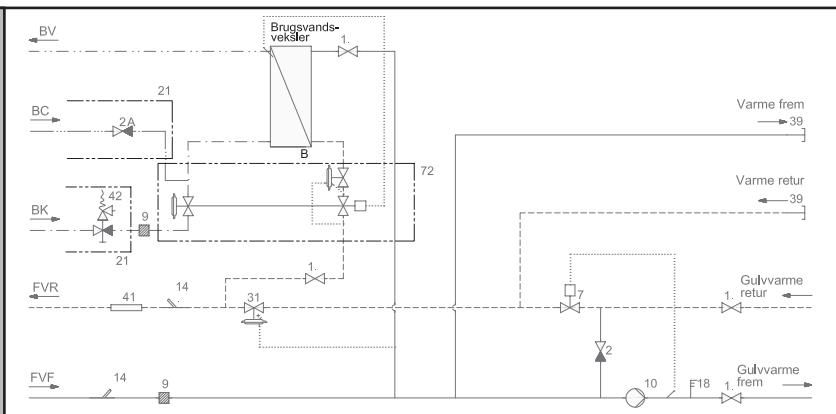 BV
Brugsvands-
veksler
1.
21
BC
2A
Varme frem
39
B
72
42
Varme retur
BK
9
39
21
1.
FVR
14
31
Gulvvarme
retur
41
7
1.
+
2
FVF
14
9
10
18
1.
Gulvvarme
frem